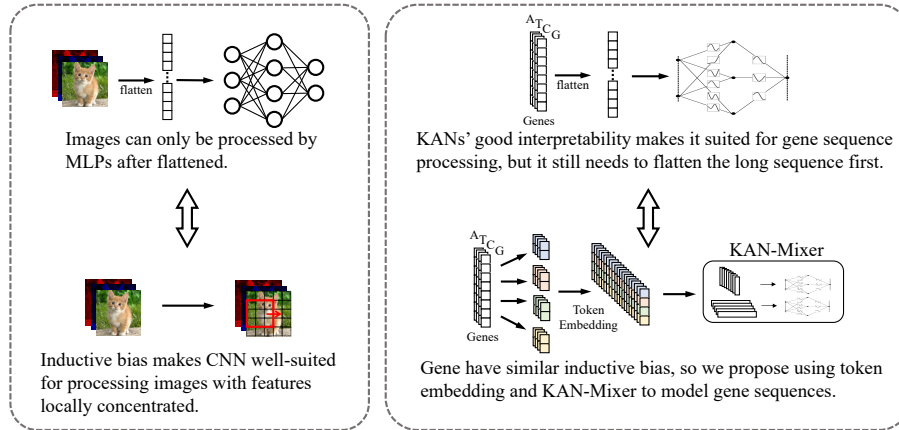 flatten
Images can only be processed by
MLPs after flattened.
Inductive bias makes CNN well-suited
for processing images with features
locally concentrated.
A T C G
flatten
Genes
KANs' good interpretability makes it suited for gene sequence
processing, but it still needs to flatten the long sequence first.
A T C G
Genes
Token
Embedding
KAN-Mixer
Gene have similar inductive bias, so we propose using token
embedding and KAN-Mixer to model gene sequences.